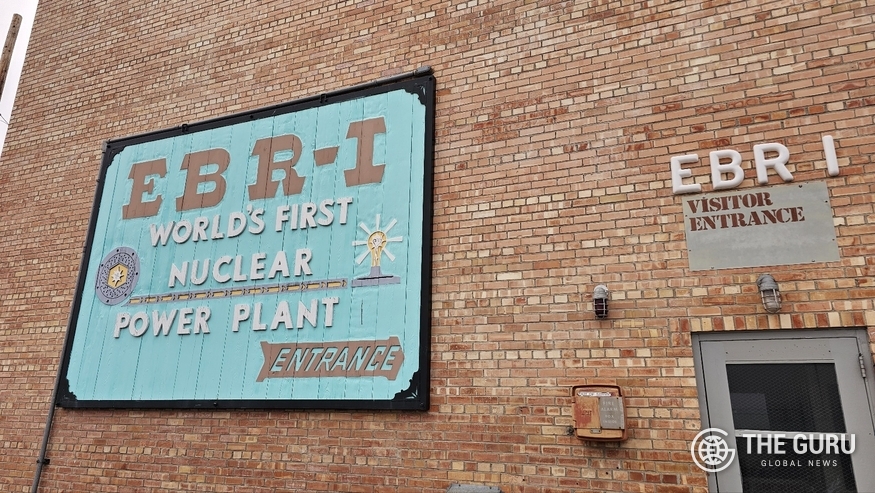 EBR-I
WORLD'S FIRST
NUCLEAR
POWER PLANT
ENTRANCE
EBR I
VISITOR
ENTRANCE
THE GURU
GLOBAL NEWS